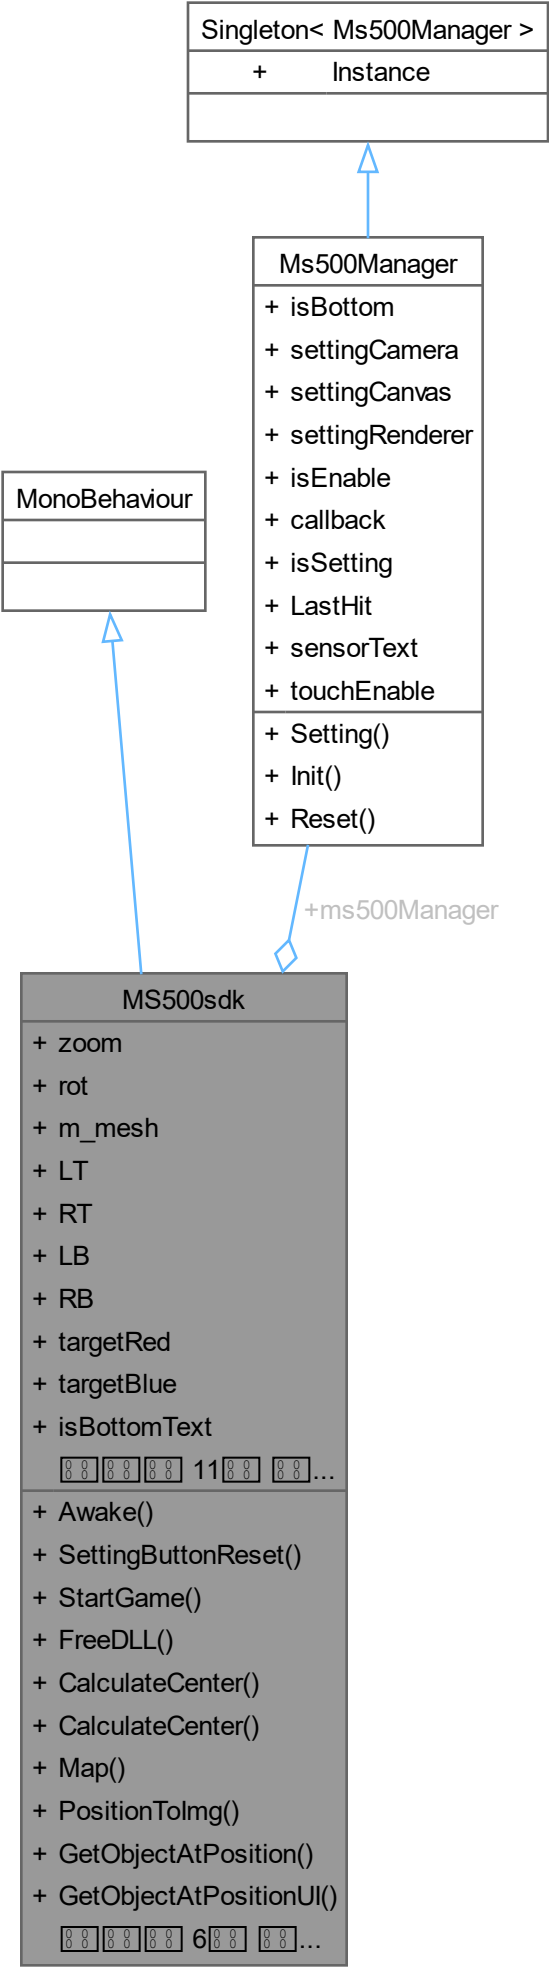 Singleton< Ms500Manager >
+ Instance
Ms500Manager
+ isBottom
+ settingCamera
+ settingCanvas
+ settingRenderer
+ isEnable
+ callback
+ isSetting
+ LastHit
+ sensorText
+ touchEnable
+ Setting()
+ Init()
+ Reset()
MonoBehaviour
+ms500Manager
MS500sdk
+ zoom
+ rot
+ m_mesh
+ LT
+ RT
+ LB
+ RB
+ targetRed
+ targetBlue
+ isBottomText
11 ...
+ Awake()
+ SettingButtonReset()
+ StartGame()
+ FreeDLL()
+ CalculateCenter()
+ CalculateCenter()
+ Map()
+ PositionToImg()
+ GetObjectAtPosition()
+ GetObjectAtPositionUI()
6 ...